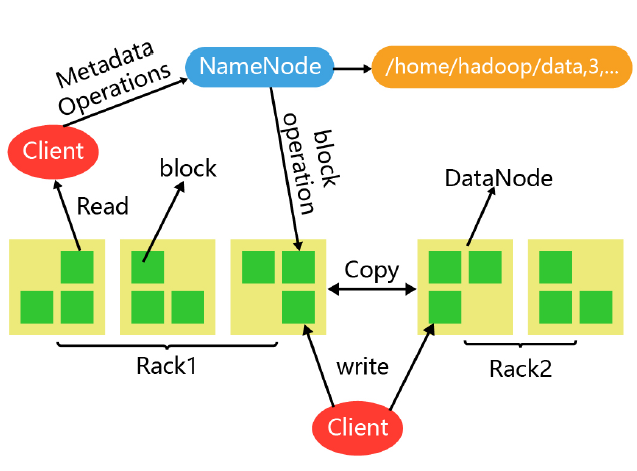 Metadata
Operations
NameNode
/home/hadoop/data,3,...
Client
block
operation
block
DataNode
Read
Copy
Rack1
write
Rack2
Client